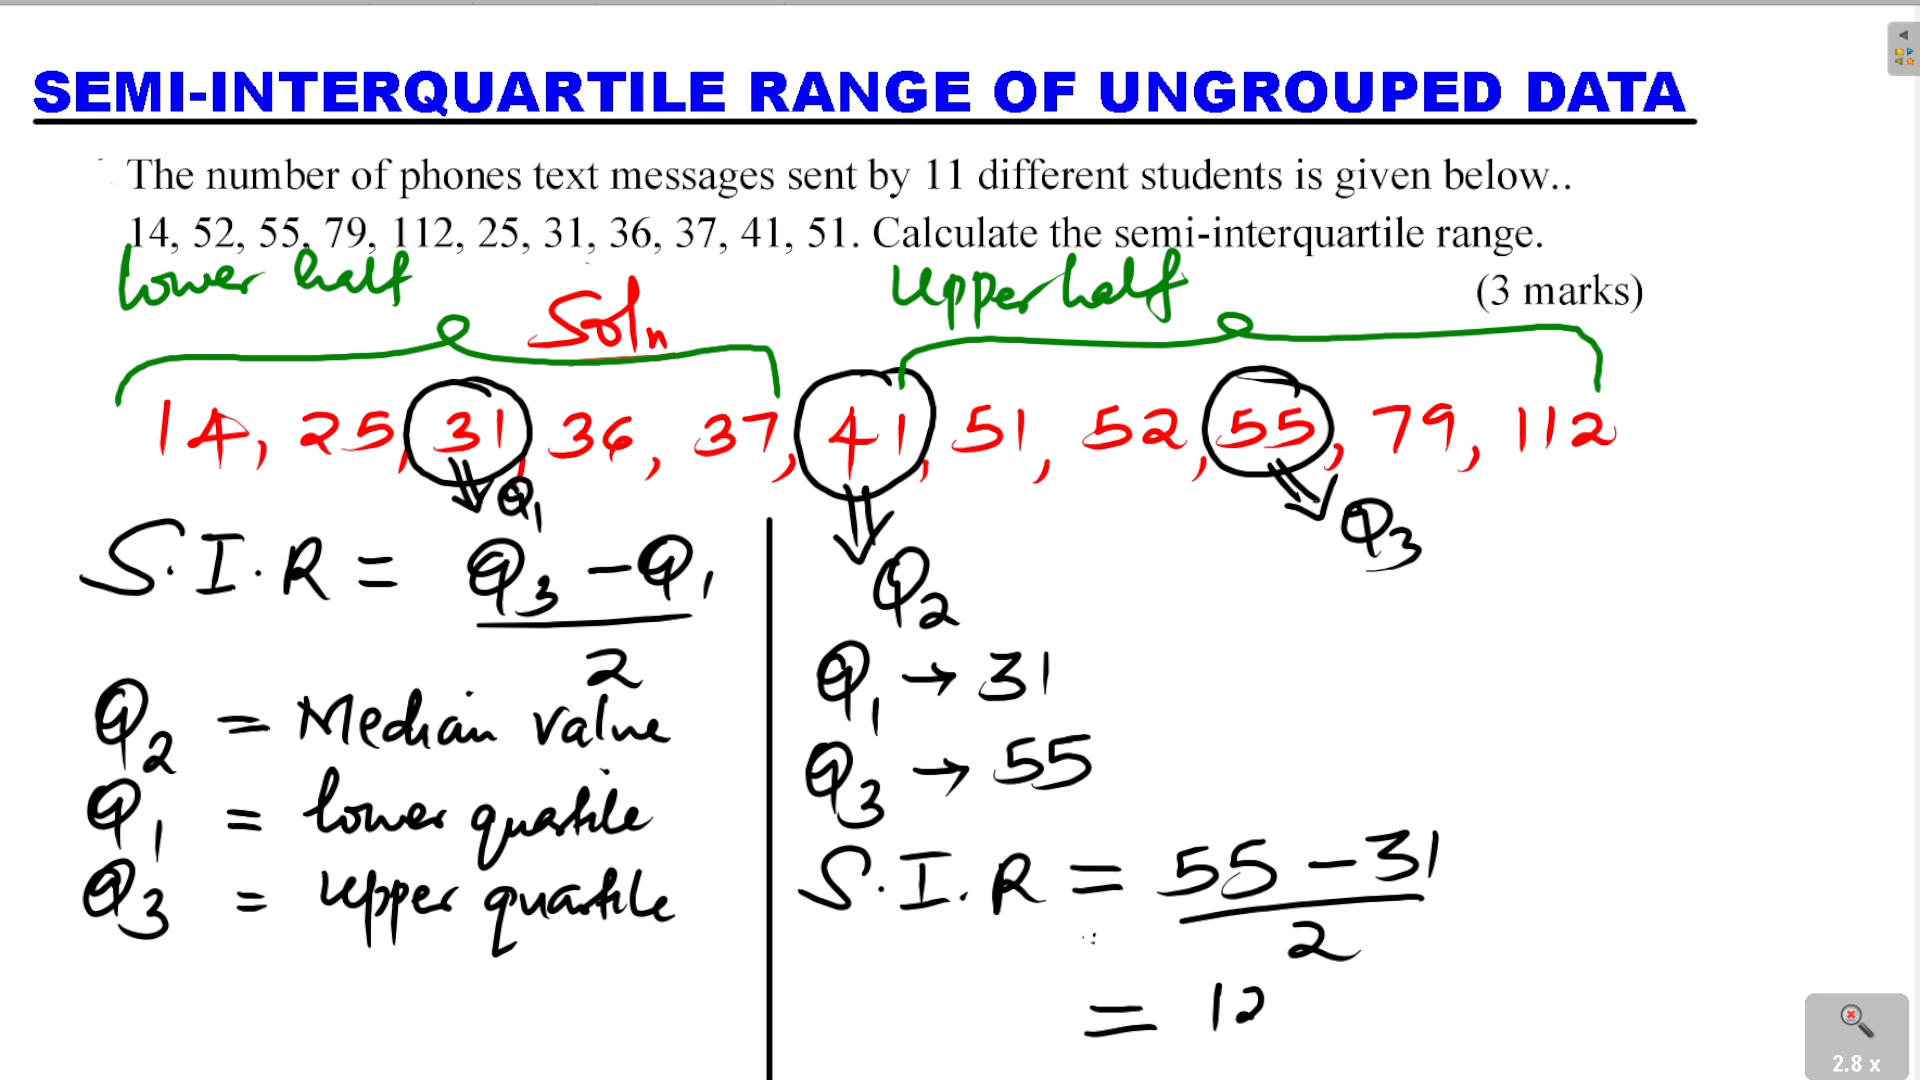 SEMI-INTERQUARTILE RANGE OF UNGROUPED DATA
The number of phones text messages sent by 11 different students is given below..
14, 52, 55, 79, 112, 25, 31, 36, 37, 41, 51. Calculate the semi-interquartile range.
(3 marks)
Lower half
Upper half
Soln
14, 25, 31, 36, 37, 41, 51, 52, 55, 79, 112
Q1
Q2
Q3
S.I.R = Q3 - Q1
2
Q2 = Median value
Q1 = lower quartile
Q3 = upper quartile
Q1 → 31
Q3 → 55
S.I.R = 55 - 31
2
= 12
2.8 x